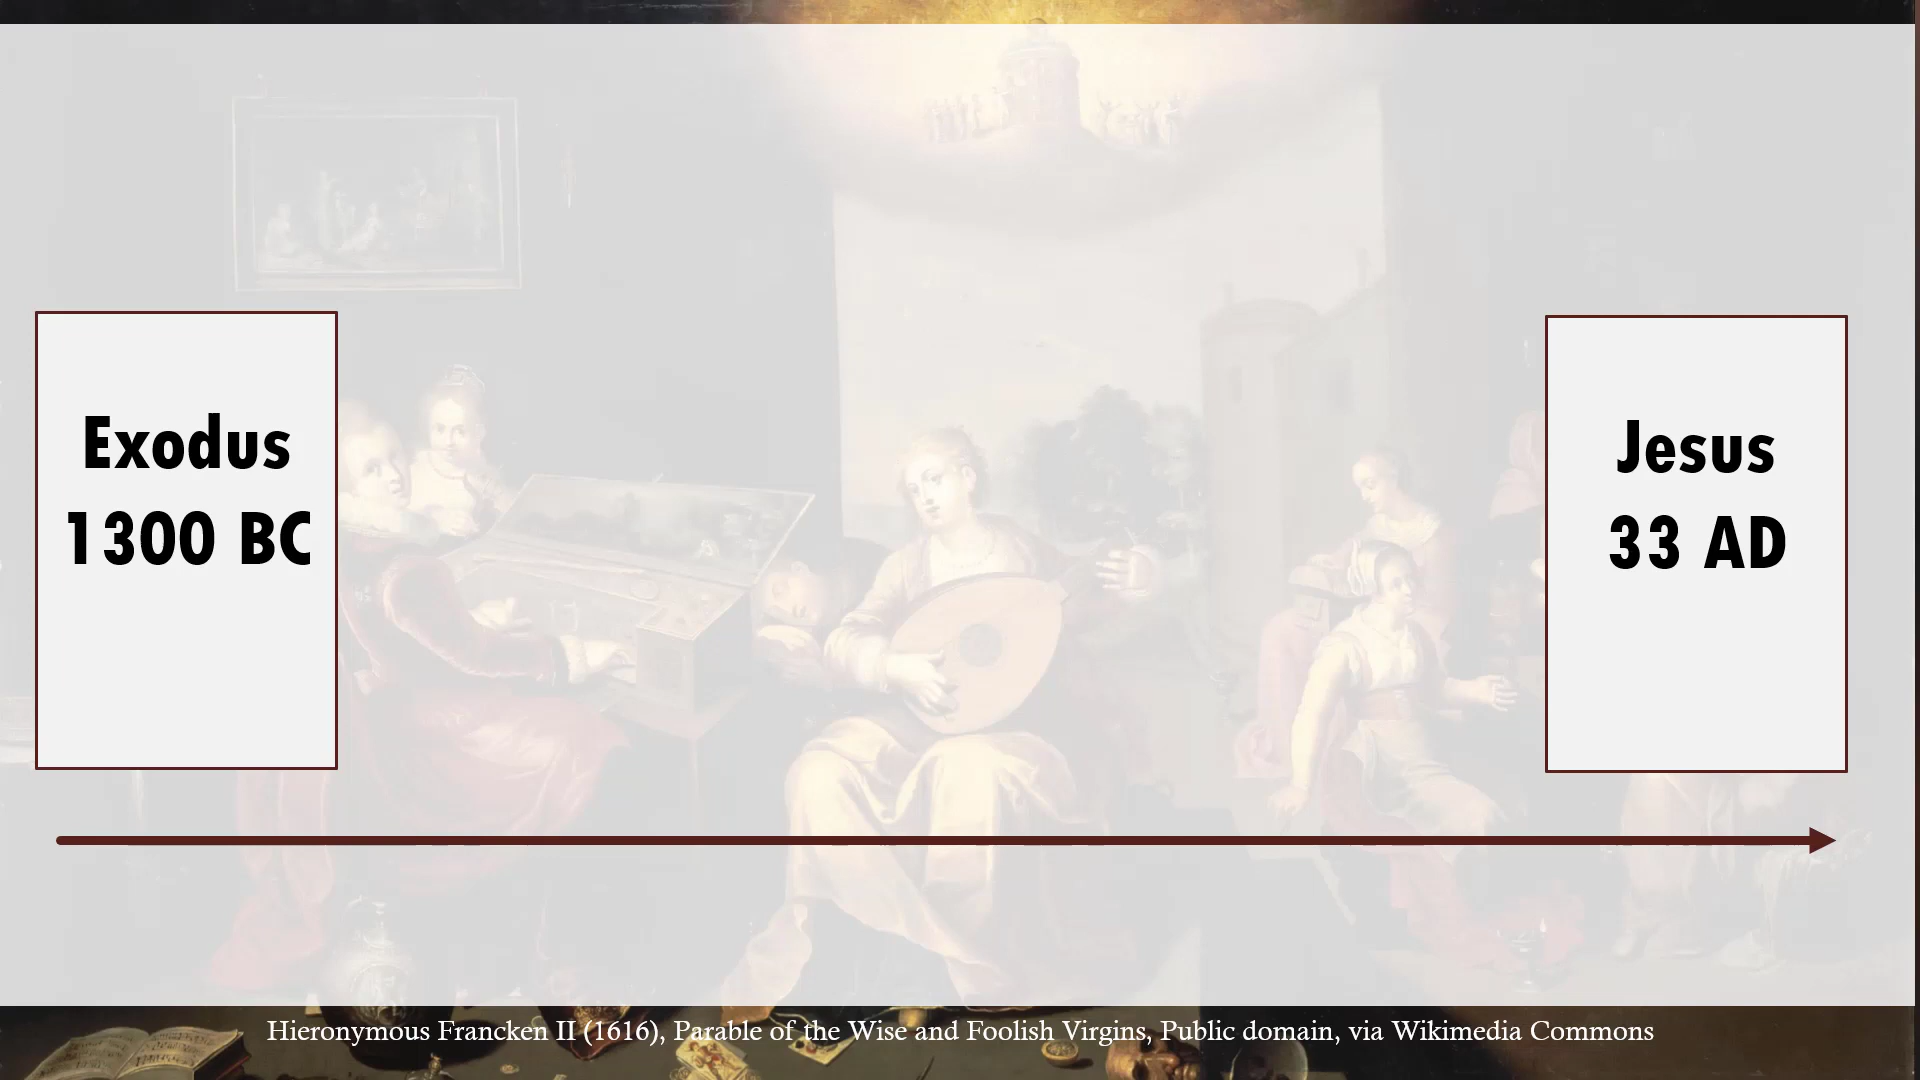 Exodus
1300 BC
Jesus
33 AD
Hieronymous Francken II (1616), Parable of the Wise and Foolish Virgins, Public domain, via Wikimedia Commons